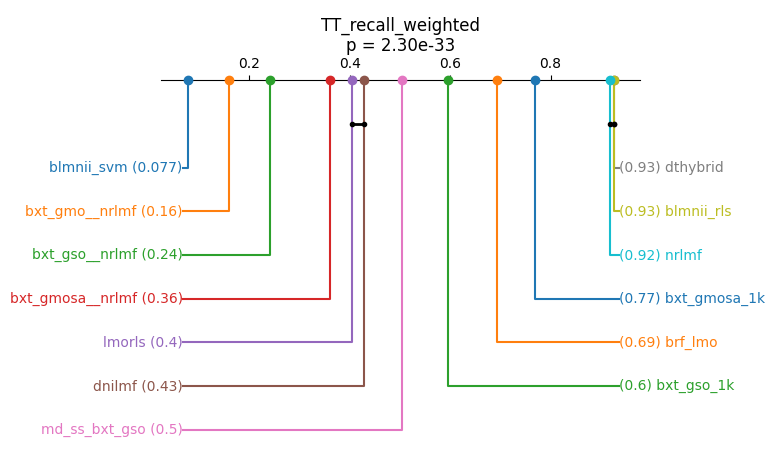 TT_recall_weighted
p = 2.30e-33
0.2 0.4 0.6 0.8
blmnii_svm (0.077) (0.93) dthybrid
bxt_gmo__nrlmf (0.16) (0.93) blmnii_rls
bxt_gso__nrlmf (0.24) (0.92) nrlmf
bxt_gmosa__nrlmf (0.36) (0.77) bxt_gmosa_1k
lmorls (0.4) (0.69) brf_lmo
dnilmf (0.43) (0.6) bxt_gso_1k
md_ss_bxt_gso (0.5)